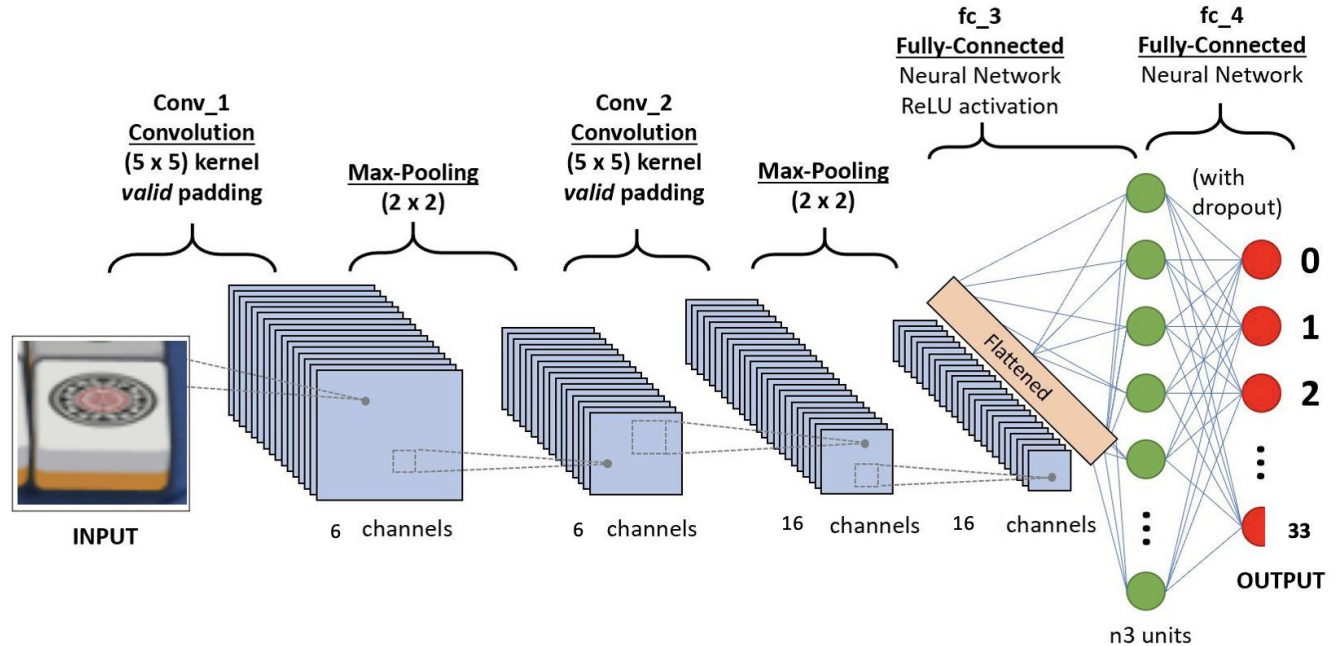 Conv_1
Convolution
(5 x 5) kernel
valid padding
Max-Pooling
(2 x 2)
Conv_2
Convolution
(5 x 5) kernel
valid padding
Max-Pooling
(2 x 2)
fc_3
Fully-Connected
Neural Network
ReLU activation
fc_4
Fully-Connected
Neural Network
(with
dropout)
Flattened
0
1
2
33
OUTPUT
INPUT
6 channels
6 channels
16 channels
16 channels
n3 units